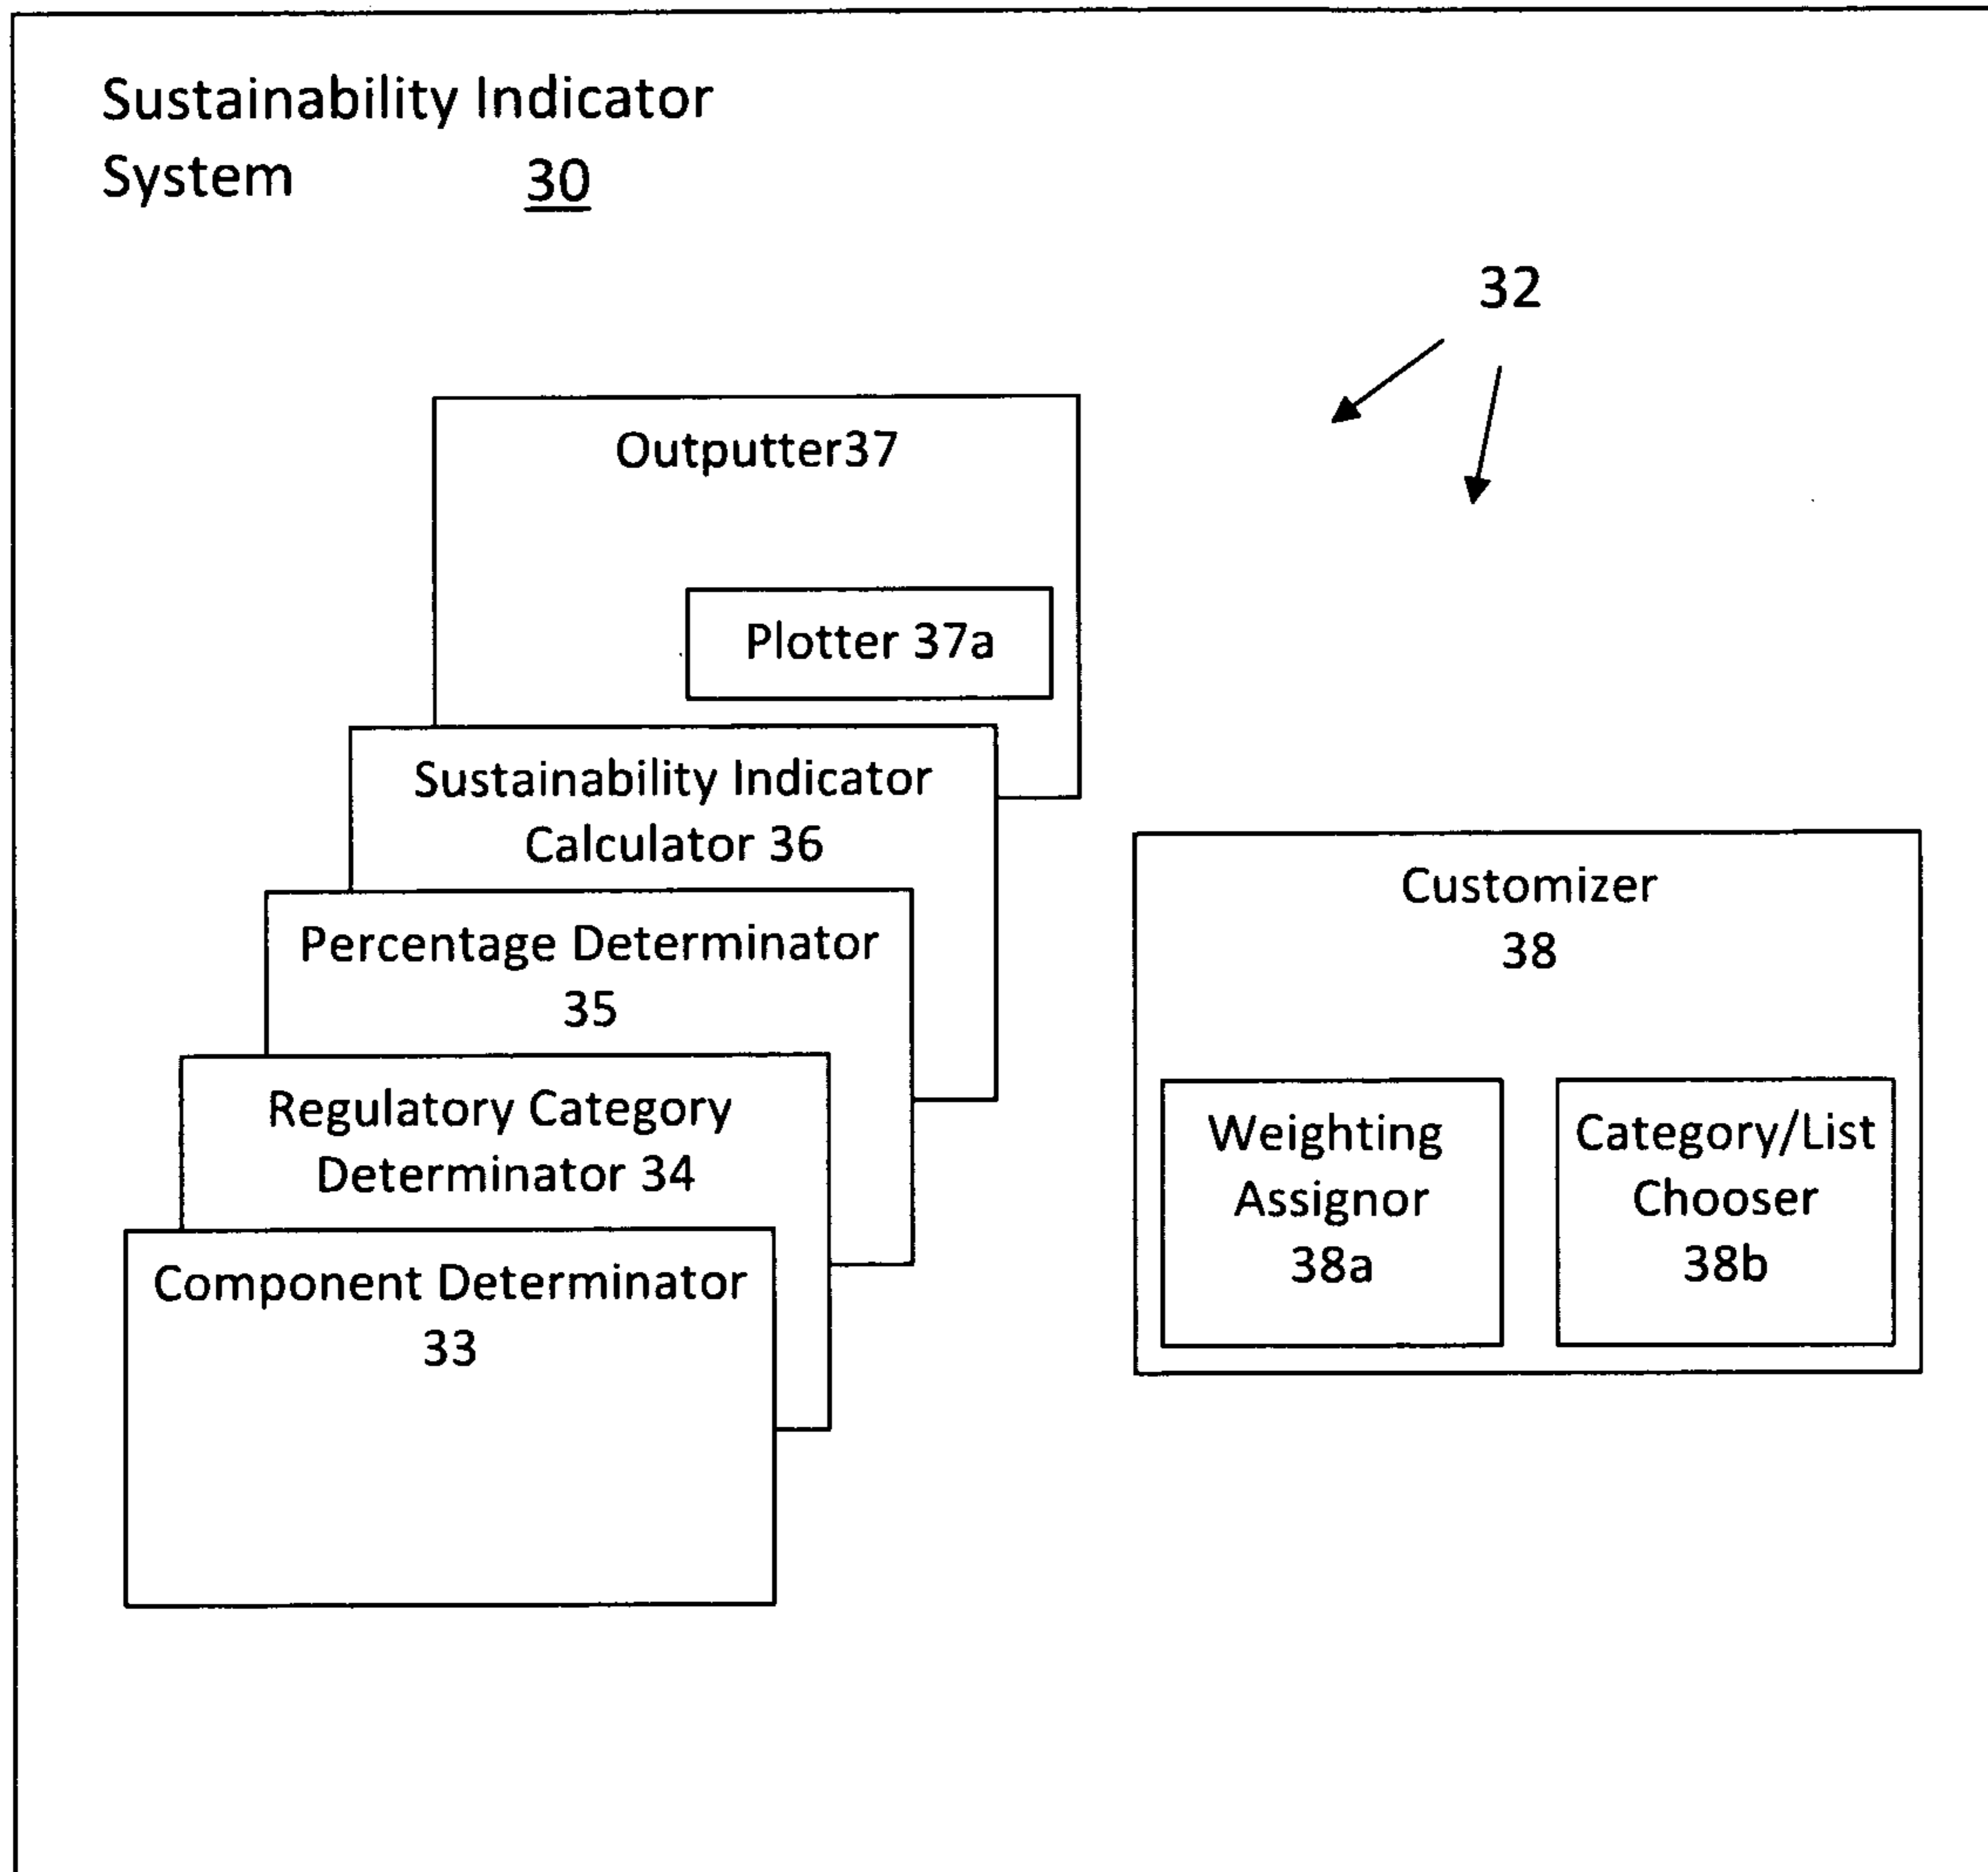 Sustainability Indicator
System 30
32
Outputter37
Plotter 37a
Sustainability Indicator
Calculator 36
Percentage Determinator
35
Regulatory Category
Determinator 34
Component Determinator
33
Customizer
38
Weighting
Assignor
38a
Category/List
Chooser
38b